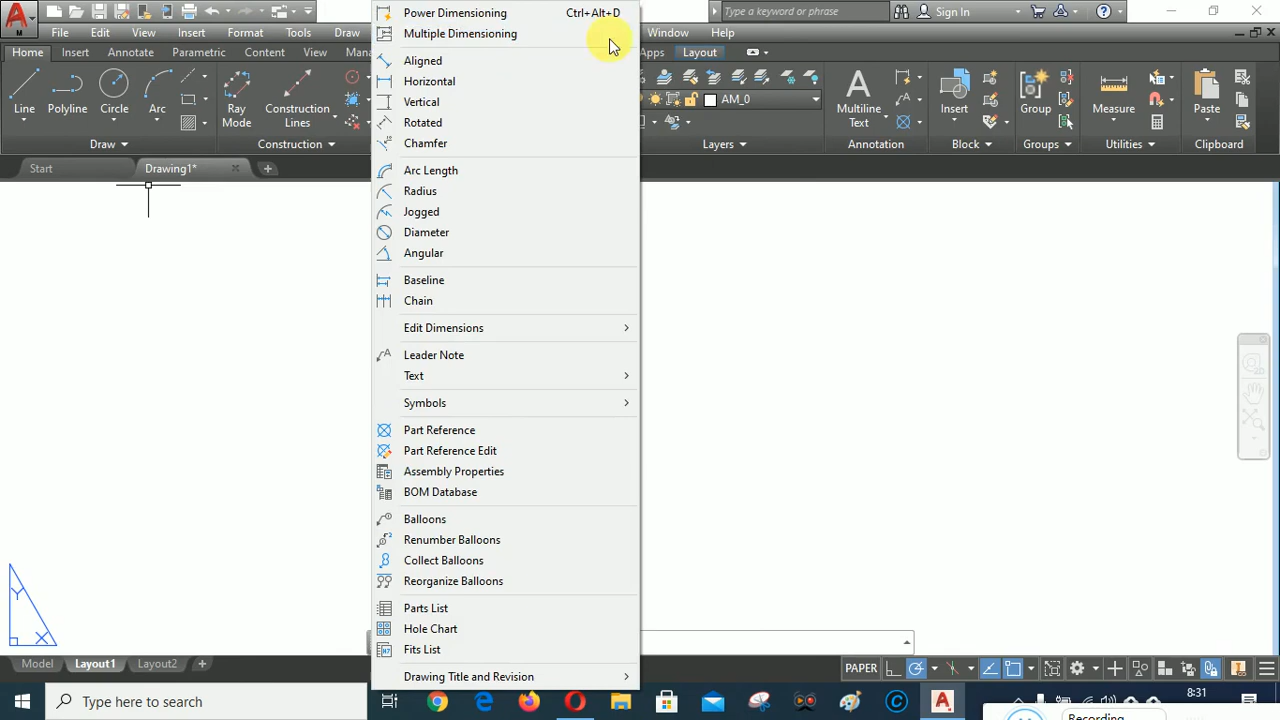 A
M
Type a keyword or phrase
Sign In
File
Edit
View
Insert
Format
Tools
Draw
Window
Help
Home
Insert
Annotation
Parametric
Content
View
Apps
Layout
Line
Polyline
Circle
Arc
Ray
Mode
Construction
Lines
AM_0
Multiline
Text
Insert
Group
Measure
Paste
Draw
Construction
Layers
Annotation
Block
Groups
Utilities
Clipboard
Start
Drawing1*
Power Dimensioning Ctrl+Alt+D
Multiple Dimensioning
Aligned
Horizontal
Vertical
Rotated
Chamfer
Arc Length
Radius
Jogged
Diameter
Angular
Baseline
Chain
Edit Dimensions
Leader Note
Text
Symbols
Part Reference
Part Reference Edit
Assembly Properties
BOM Database
Balloons
Renumber Balloons
Collect Balloons
Reorganize Balloons
Parts List
Hole Chart
Fits List
Drawing Title and Revision
Y
X
Model
Layout1
Layout2
PAPER
Type here to search
8:31
Recording